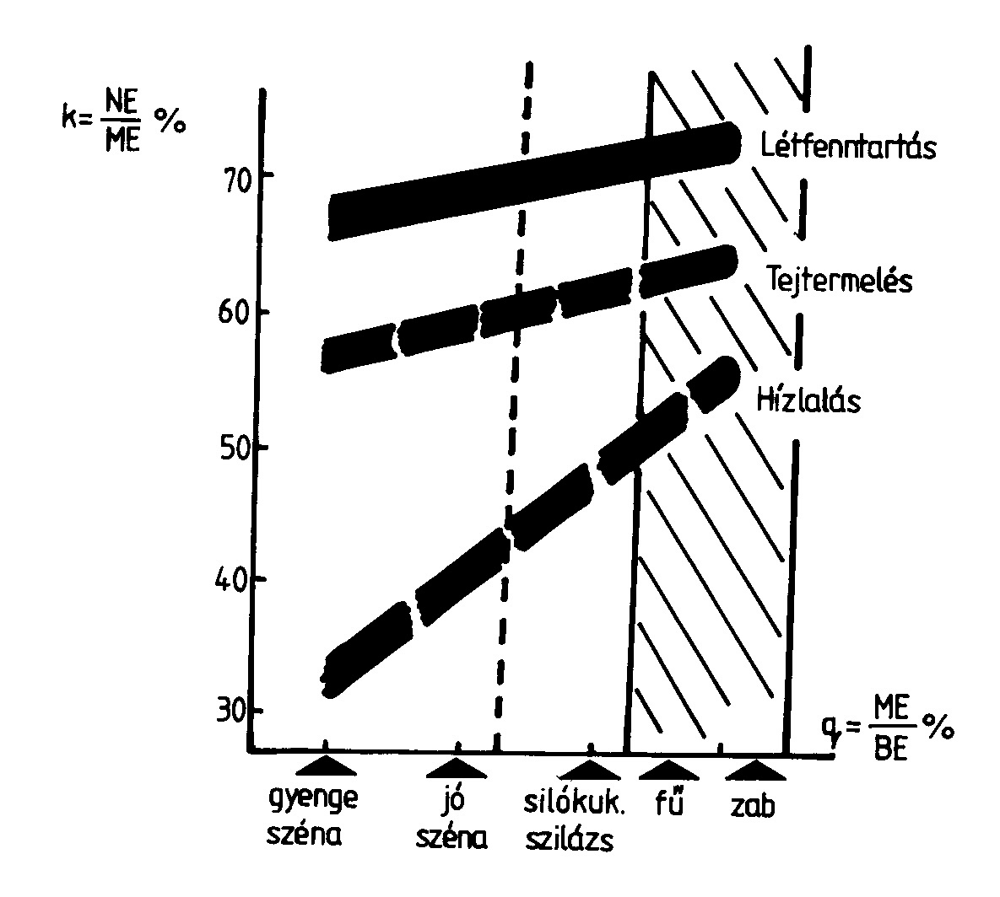 k = NE/ME %
70
60
50
40
30
Létfenntartás
Tejtermelés
Hízlalás
q = ME/BE %
gyenge
széna
jó
széna
silókuk.
szilázs
fű
zab